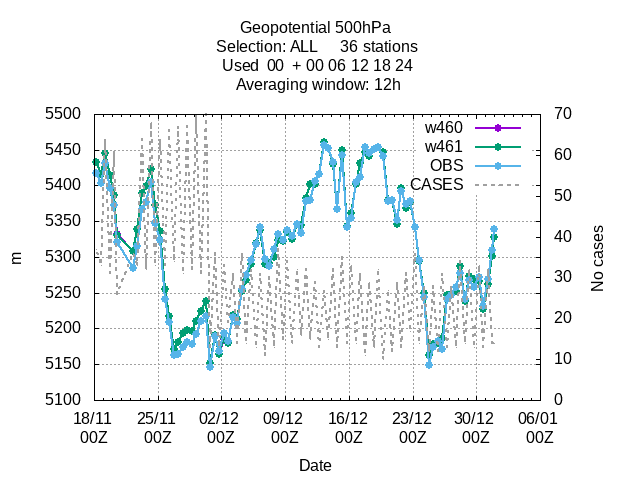 Geopotential 500hPa
Selection: ALL 36 stations
Used 00 + 00 06 12 18 24
Averaging window: 12h
5500 70
w460
w461
OBS
CASES
5450 60
5400
5350
5300
5250
5200
5150
5100
50
40
30
20
10
0
m
No cases
18/11 25/11 02/12 09/12 16/12 23/12 30/12 06/01
00Z 00Z 00Z 00Z 00Z 00Z 00Z 00Z
Date